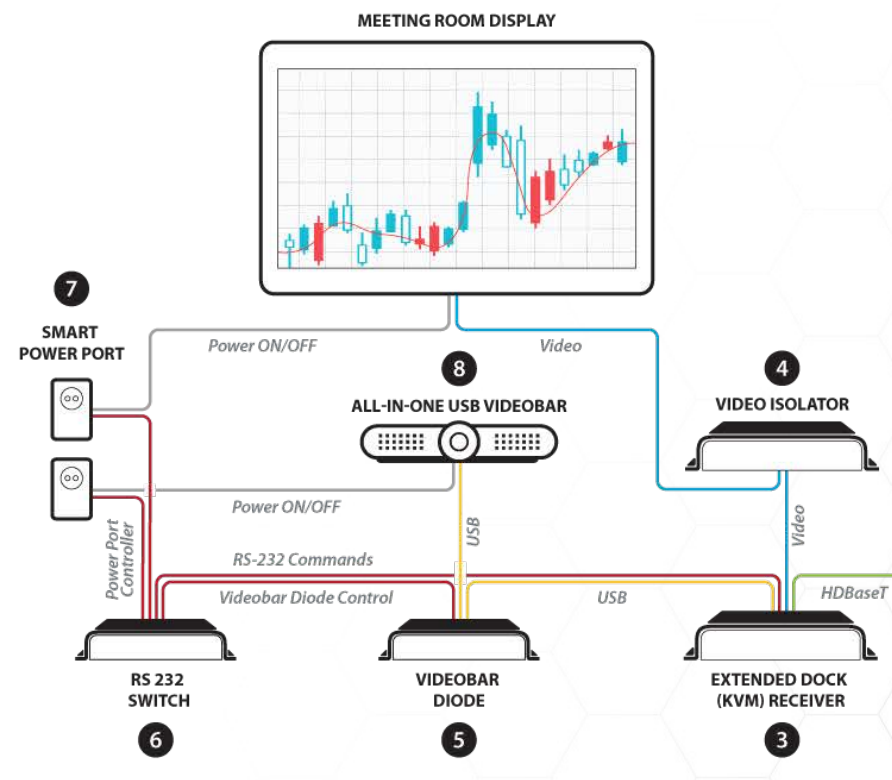 MEETING ROOM DISPLAY
7
SMART
POWER PORT
Power ON/OFF
Video
8
4
ALL-IN-ONE USB VIDEOBAR
VIDEO ISOLATOR
Power ON/OFF
Power Port
Controller
USB
Video
RS-232 Commands
Videobar Diode Control
USB
HDBaseT
RS 232
SWITCH
VIDEOBAR
DIODE
EXTENDED DOCK
(KVM) RECEIVER
6
5
3